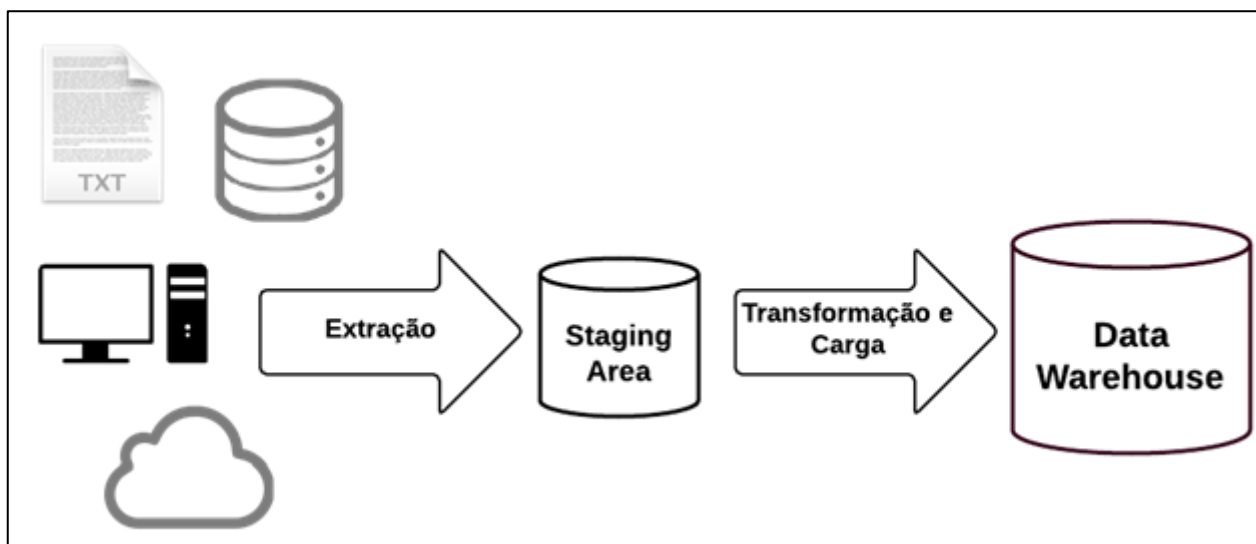 TXT
Extração
Staging
Area
Transformação e
Carga
Data
Warehouse